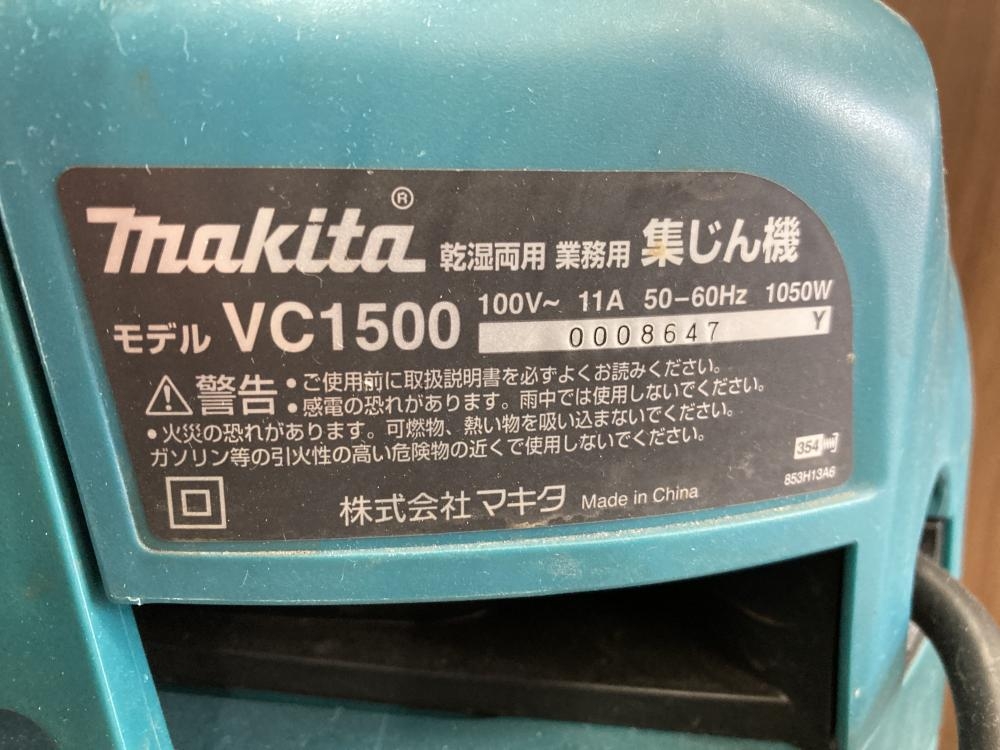 makita® 乾湿両用 業務用 集じん機
モデル VC1500 100V～ 11A 50−60Hz 1050W
0008647 Y
警告 ・ご使用前に取扱説明書を必ずよくお読みください。
・感電の恐れがあります。雨中では使用しないでください。
・火災の恐れがあります。可燃物、熱い物を吸い込まないでください。
ガソリン等の引火性の高い危険物の近くで使用しないでください。
354
853H13A6
株式会社 マキタ Made in China